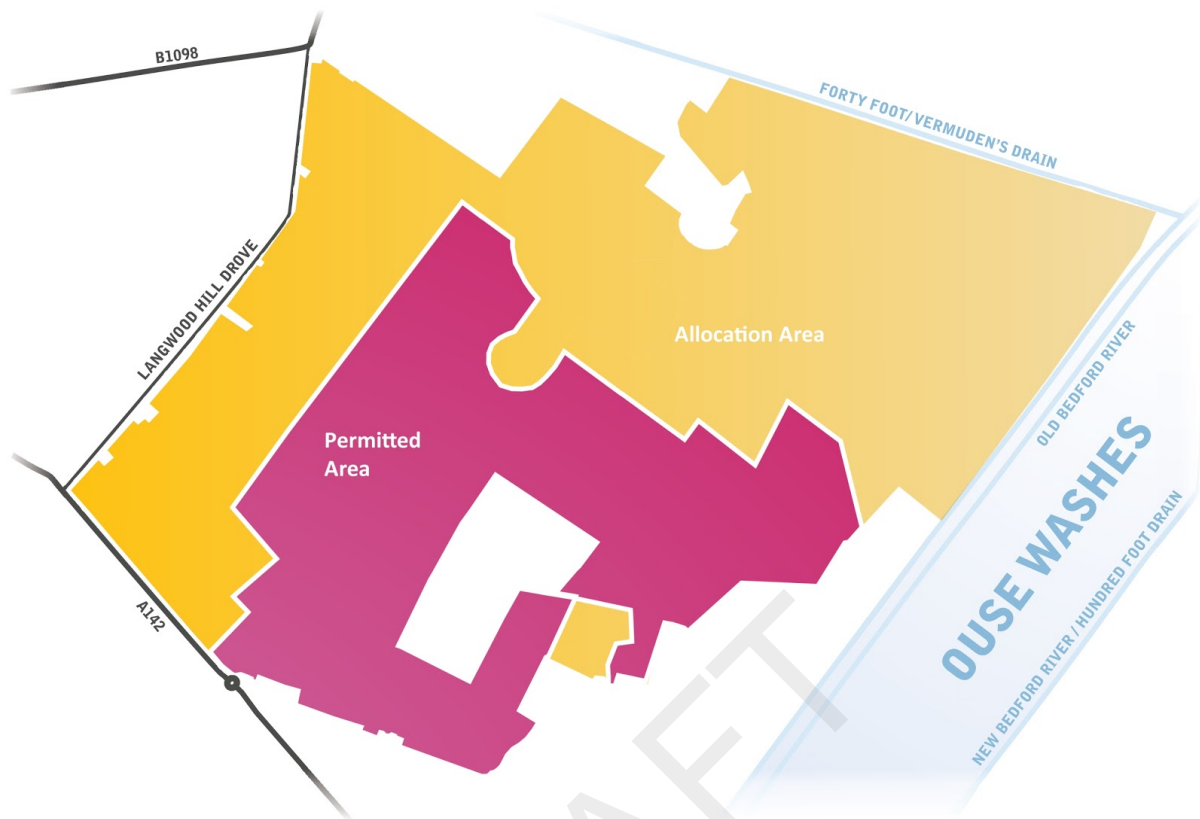 B1098
FORTY FOOT/ VERMUDEN'S DRAIN
LANGWOOD HILL DROVE
Allocation Area
OLD BEDFORD RIVER
Permitted
Area
OUSE WASHES
NEW BEDFORD RIVER / HUNDRED FOOT DRAIN
A142